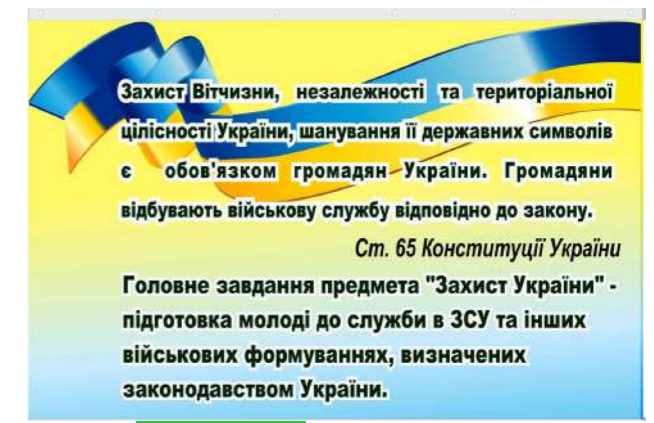 Захист Вітчизни, незалежності та територіальної
цілісності України, шанування її державних символів
є обов'язком громадян України. Громадяни
відбувають військову службу відповідно до закону.
Ст. 65 Конституції України
Головне завдання предмета "Захист України" -
підготовка молоді до служби в ЗСУ та інших
військових формуваннях, визначених
законодавством України.